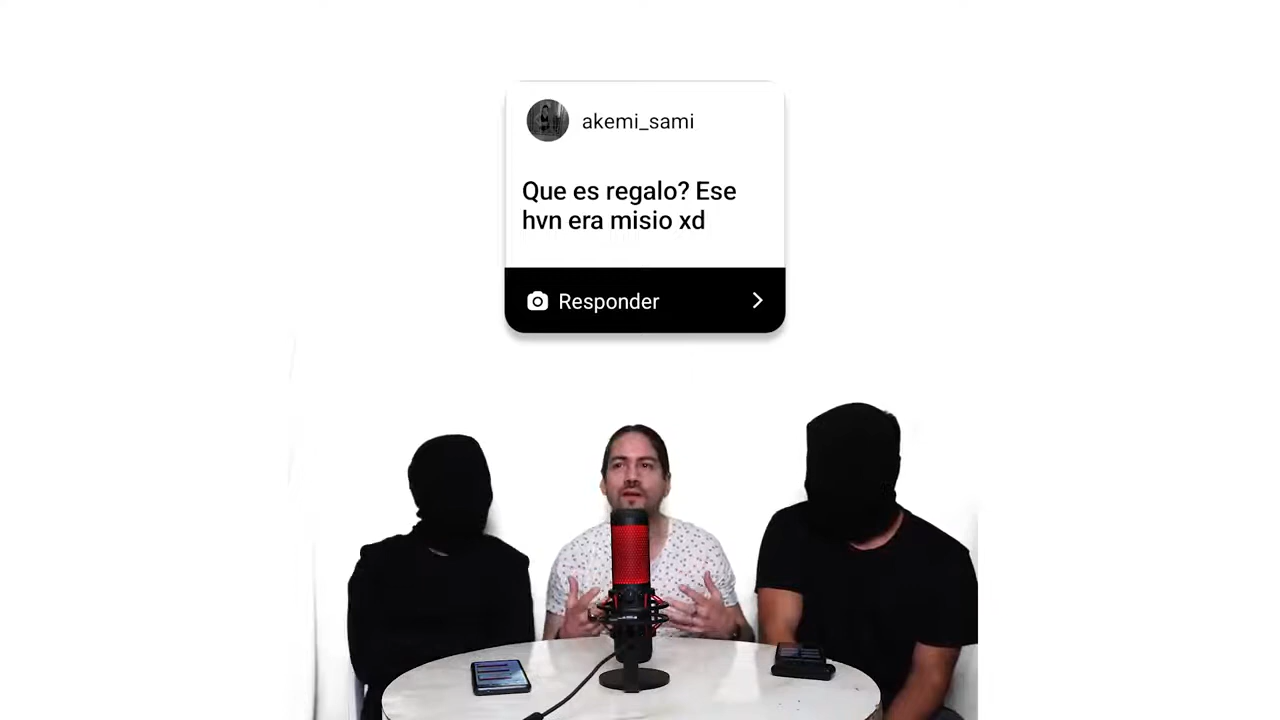 akemi_sami
Que es regalo? Ese
hvn era misio xd
Responder